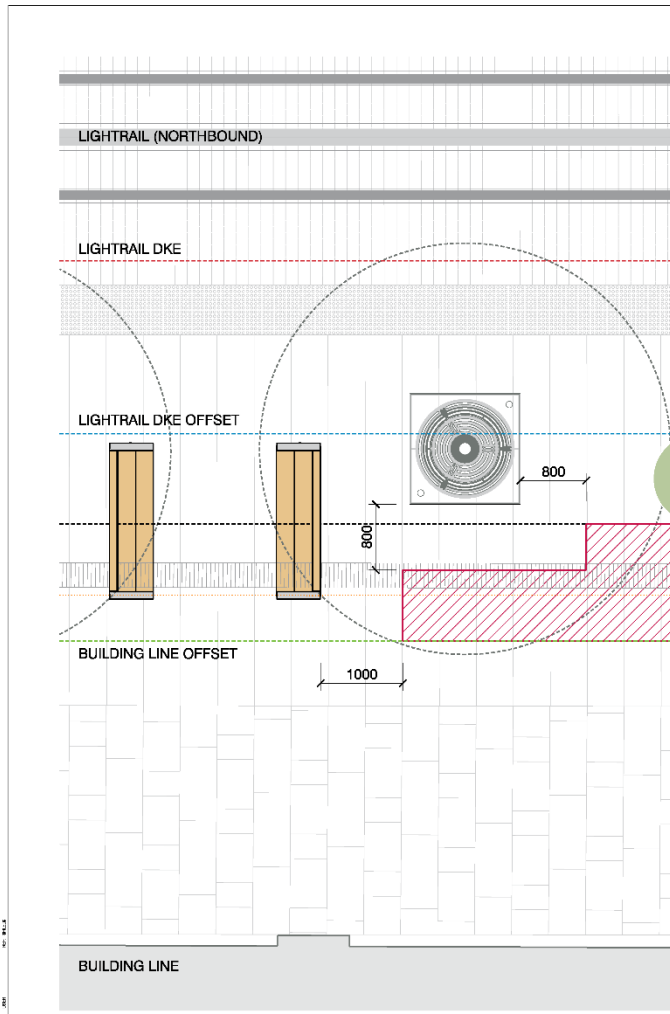 LIGHTRAIL (NORTHBOUND)
LIGHTRAIL DKE
LIGHTRAIL DKE OFFSET
800
800
BUILDING LINE OFFSET
1000
BUILDING LINE